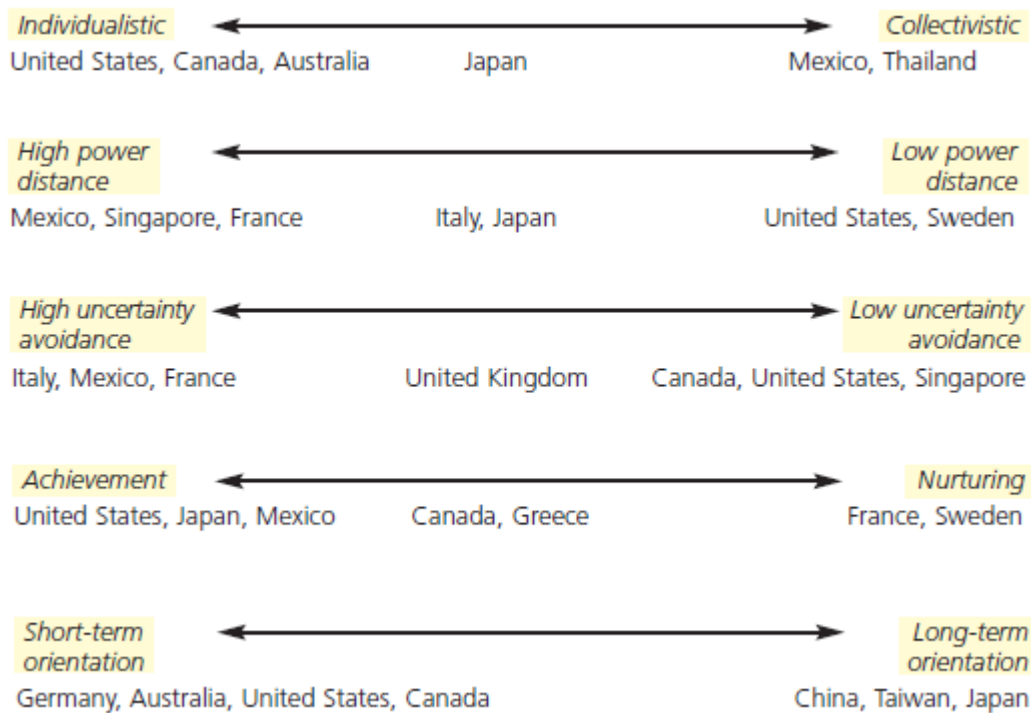 Individualistic Collectivistic
United States, Canada, Australia Japan Mexico, Thailand
High power Low power
distance distance
Mexico, Singapore, France Italy, Japan United States, Sweden
High uncertainty Low uncertainty
avoidance avoidance
Italy, Mexico, France United Kingdom Canada, United States, Singapore
Achievement Nurturing
United States, Japan, Mexico Canada, Greece France, Sweden
Short-term Long-term
orientation orientation
Germany, Australia, United States, Canada China, Taiwan, Japan